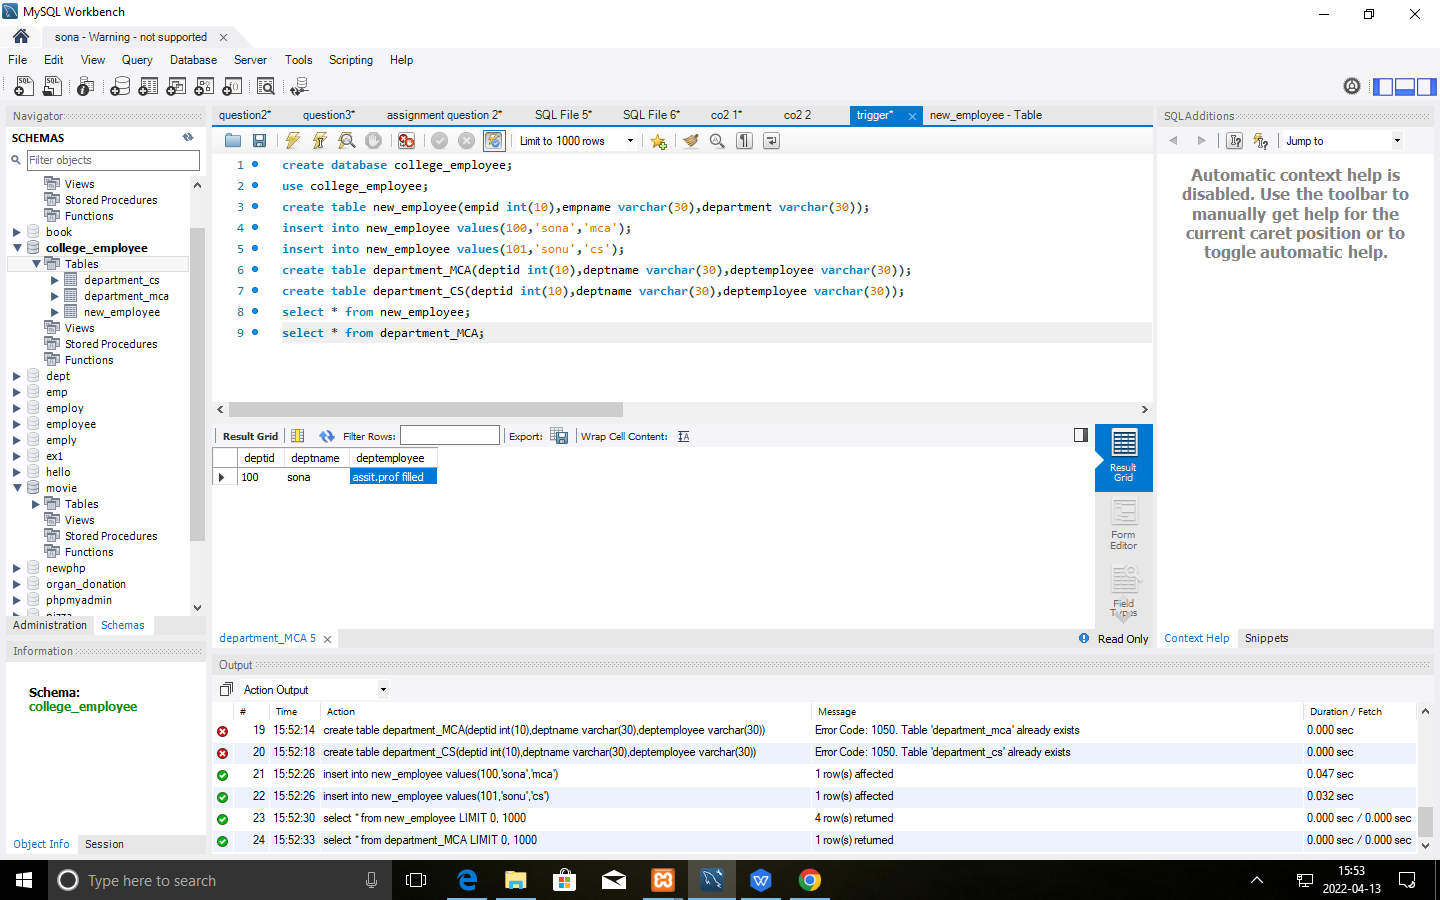 MySQL Workbench
sona - Warning - not supported
File Edit View Query Database Server Tools Scripting Help
Navigator
SCHEMAS
Filter objects
Views
Stored Procedures
Functions
book
college_employee
Tables
department_cs
department_mca
new_employee
Views
Stored Procedures
Functions
dept
emp
employ
employee
emply
ex1
hello
movie
Tables
Views
Stored Procedures
Functions
newphp
organ_donation
phpmyadmin
pizza
Administration Schemas
Information
Schema:
college_employee
Object Info Session
question2* question3* assignment question 2* SQL File 5* SQL File 6* co2 1* co2 2 trigger* new_employee - Table
Limit to 1000 rows
1 create database college_employee;
2 use college_employee;
3 create table new_employee(empid int(10),empname varchar(30),department varchar(30));
4 insert into new_employee values(100,'sona','mca');
5 insert into new_employee values(101,'sonu','cs');
6 create table department_MCA(deptid int(10),deptname varchar(30),deptemployee varchar(30));
7 create table department_CS(deptid int(10),deptname varchar(30),deptemployee varchar(30));
8 select * from new_employee;
9 select * from department_MCA;
Result Grid Filter Rows: Export: Wrap Cell Content:
deptid deptname deptemployee
100 sona assit.prof filled
Result
Grid
Form
Editor
Field
Types
department_MCA 5
Read Only
SQLAdditions
Jump to
Automatic context help is
disabled. Use the toolbar to
manually get help for the
current caret position or to
toggle automatic help.
Context Help Snippets
Output
Action Output
# Time Action Message Duration / Fetch
19 15:52:14 create table department_MCA(deptid int(10),deptname varchar(30),deptemployee varchar(30)) Error Code: 1050. Table 'department_mca' already exists 0.000 sec
20 15:52:18 create table department_CS(deptid int(10),deptname varchar(30),deptemployee varchar(30)) Error Code: 1050. Table 'department_cs' already exists 0.000 sec
21 15:52:26 insert into new_employee values(100,'sona','mca') 1 row(s) affected 0.047 sec
22 15:52:26 insert into new_employee values(101,'sonu','cs') 1 row(s) affected 0.032 sec
23 15:52:30 select * from new_employee LIMIT 0, 1000 4 row(s) returned 0.000 sec / 0.000 sec
24 15:52:33 select * from department_MCA LIMIT 0, 1000 1 row(s) returned 0.000 sec / 0.000 sec
Type here to search
15:53
2022-04-13